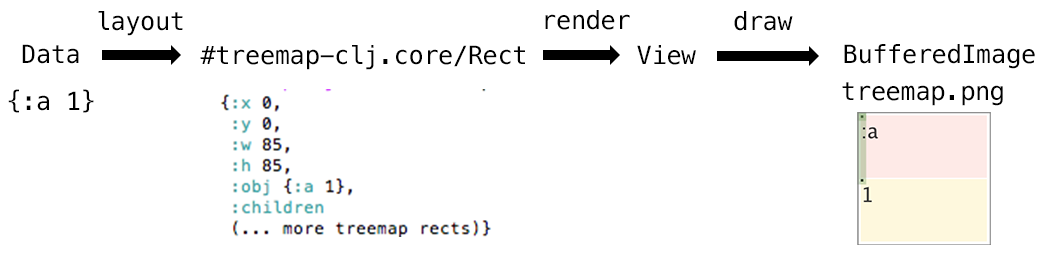 layout
render
draw
Data
#treemap-clj.core/Rect
View
BufferedImage
{:a 1}
treemap.png
{:x 0,
:y 0,
:w 85,
:h 85,
:obj {:a 1},
:children
(... more treemap rects)}
:a
1